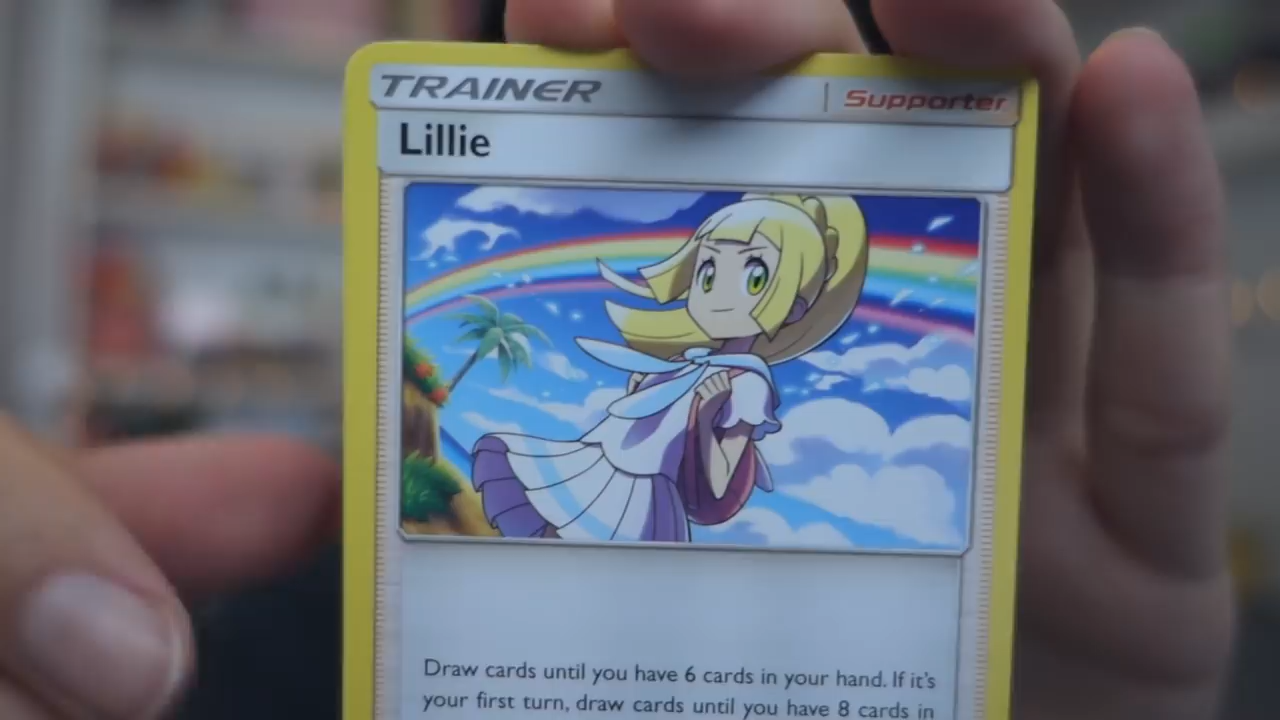 TRAINER
Supporter
Lillie
Draw cards until you have 6 cards in your hand. If it's
your first turn, draw cards until you have 8 cards in